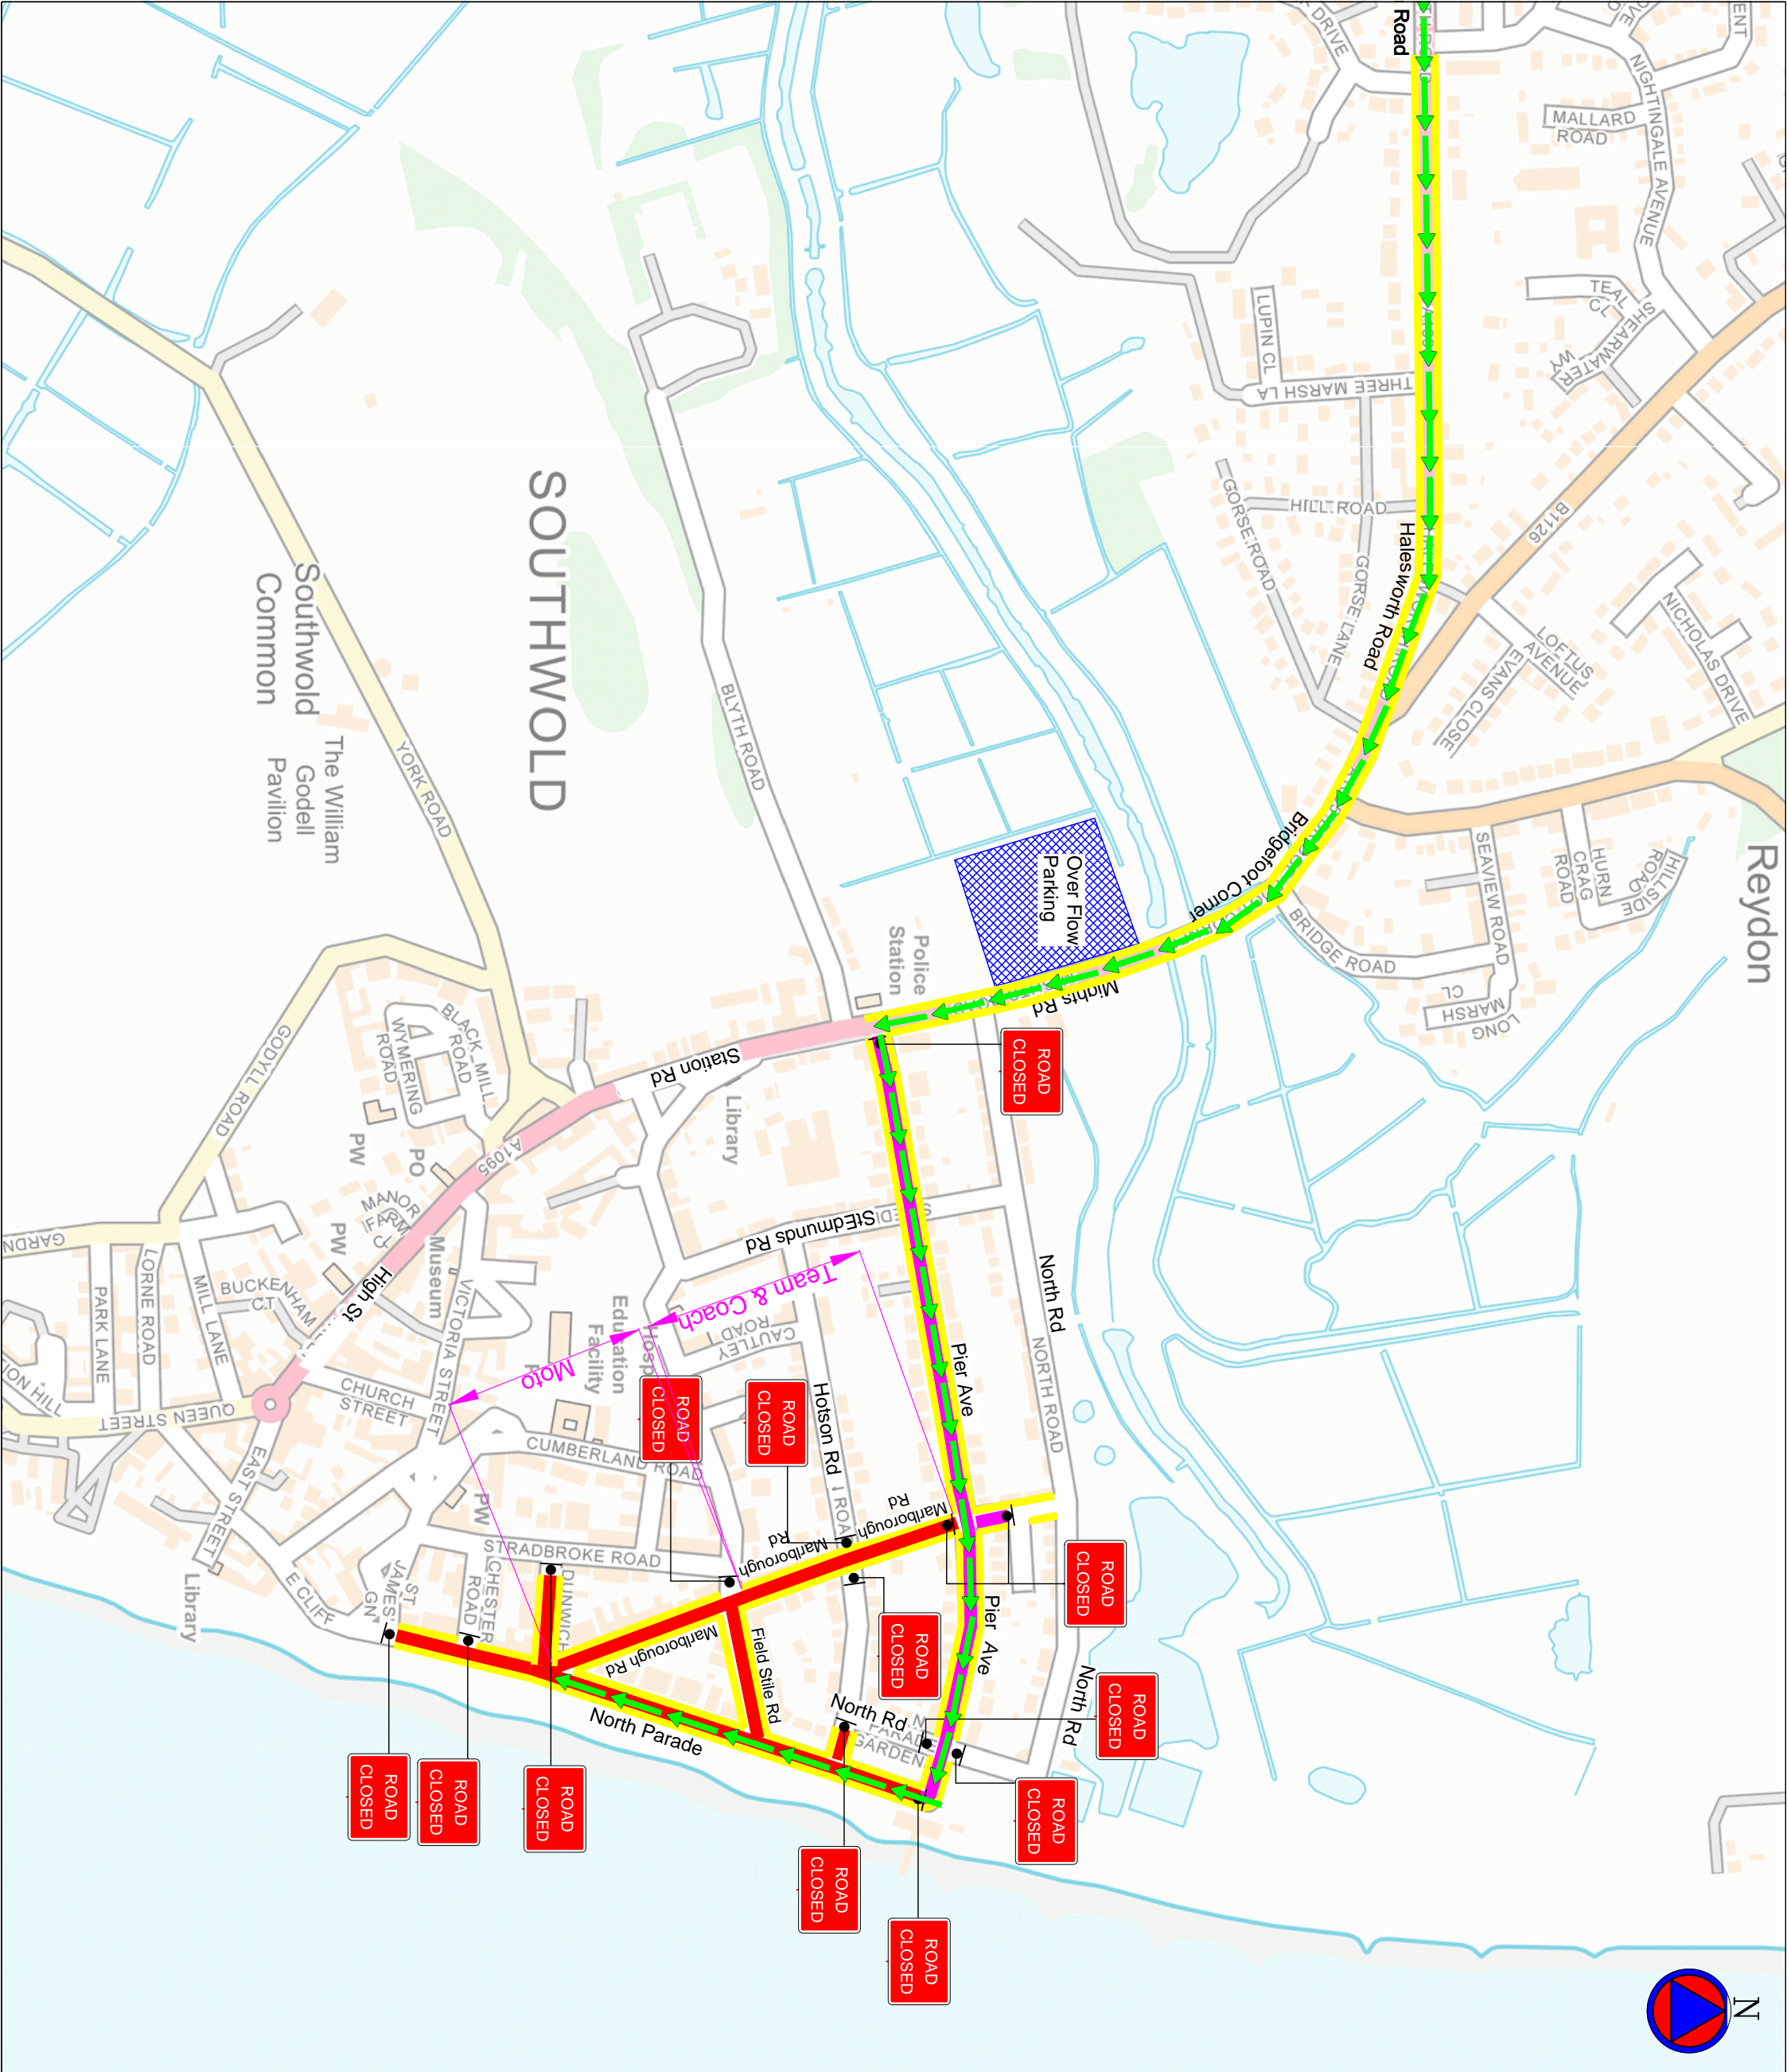 Road
K DRIVE
NIGHTINGALE AVENUE
MALLARD
ROAD
TEAL
CL
SHEARWATER
WY
LUPIN CL
THREE MARSH LA
HILL ROAD
GORSE ROAD
GORSE LANE
Halesworth Road
B1126
LOFTUS
AVENUE
EVANS CLOSE
NICHOLAS DRIVE
Reydon
SEAVIEW ROAD
HURN
CRAG
ROAD
HILLSIDE
ROAD
BRIDGE ROAD
LONG
MARSH
CL
Bridgefoot Corner
Mights Rd
Over Flow
Parking
Police
Station
SOUTHWOLD
BLYTH ROAD
Southwold
Common
The William
Godell
Pavilion
YORK ROAD
GODYLL ROAD
BLACK MILL
ROAD
WYMERING
ROAD
Station Rd
Library
A1095
PW
PO
MANOR
FARM
CL
PW
Museum
High St
VICTORIA STREET
BUCKENHAM
CT
MILL LANE
LORNE ROAD
PARK LANE
GARDN
QUEEN STREET
CHURCH
STREET
EAST STREET
E CLIFF
Library
ST
JAMES'
GN
CHESTER
ROAD
PW
STRADBROKE ROAD
DUNWICH
CUMBERLAND ROAD
Education
Facility
Hosp
Moto
Team & Coach
CAUTLEY
ROAD
StEdmunds Rd
Hotson Rd
North Rd
NORTH ROAD
Pier Ave
Marlborough
Rd
Marlborough
Rd
Marlborough
Rd
Field Stile Rd
North Parade
North Rd
PARADE
GARDEN
Pier Ave
North Rd
ROAD
CLOSED
ROAD
CLOSED
ROAD
CLOSED
ROAD
CLOSED
ROAD
CLOSED
ROAD
CLOSED
ROAD
CLOSED
ROAD
CLOSED
ROAD
CLOSED
ROAD
CLOSED
ROAD
CLOSED
ROAD
CLOSED
N